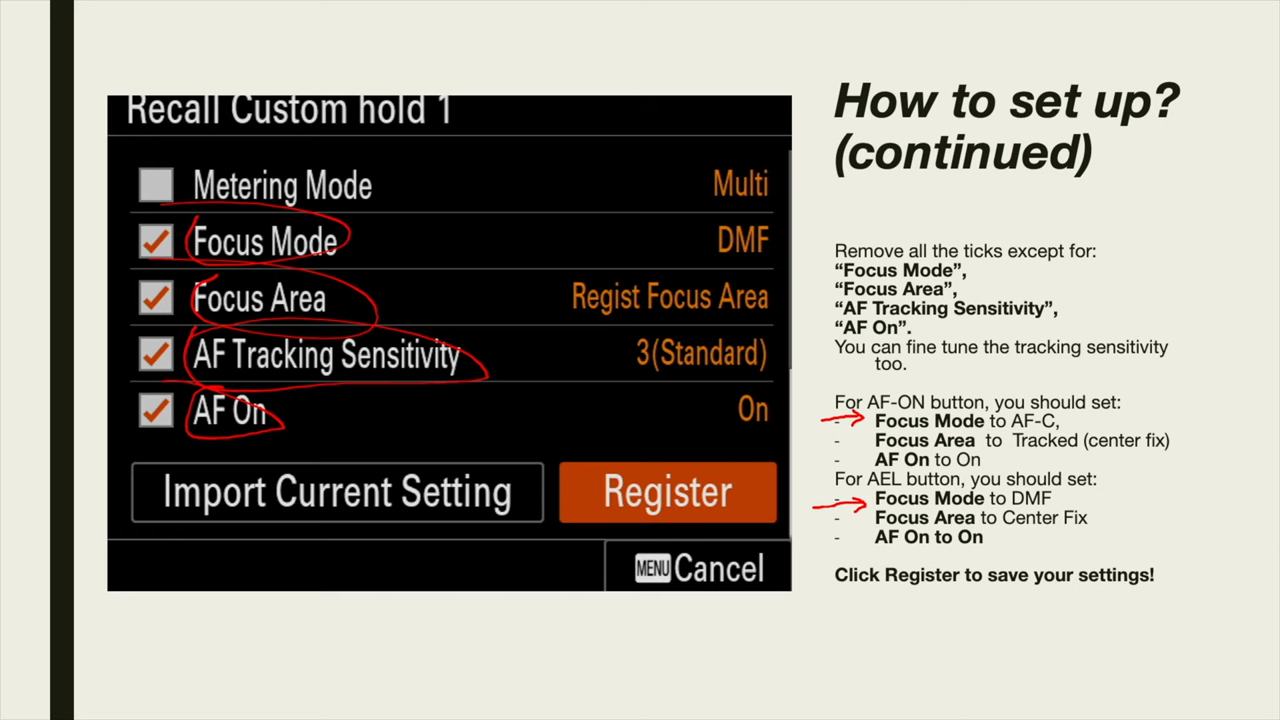 Recall Custom hold 1
Metering Mode Multi
Focus Mode DMF
Focus Area Regist Focus Area
AF Tracking Sensitivity 3(Standard)
AF On On
Import Current Setting Register
MENU Cancel
How to set up?
(continued)
Remove all the ticks except for:
“Focus Mode”,
“Focus Area”,
“AF Tracking Sensitivity”,
“AF On”.
You can fine tune the tracking sensitivity
too.
For AF-ON button, you should set:
- Focus Mode to AF-C,
- Focus Area to Tracked (center fix)
- AF On to On
For AEL button, you should set:
- Focus Mode to DMF
- Focus Area to Center Fix
- AF On to On
Click Register to save your settings!